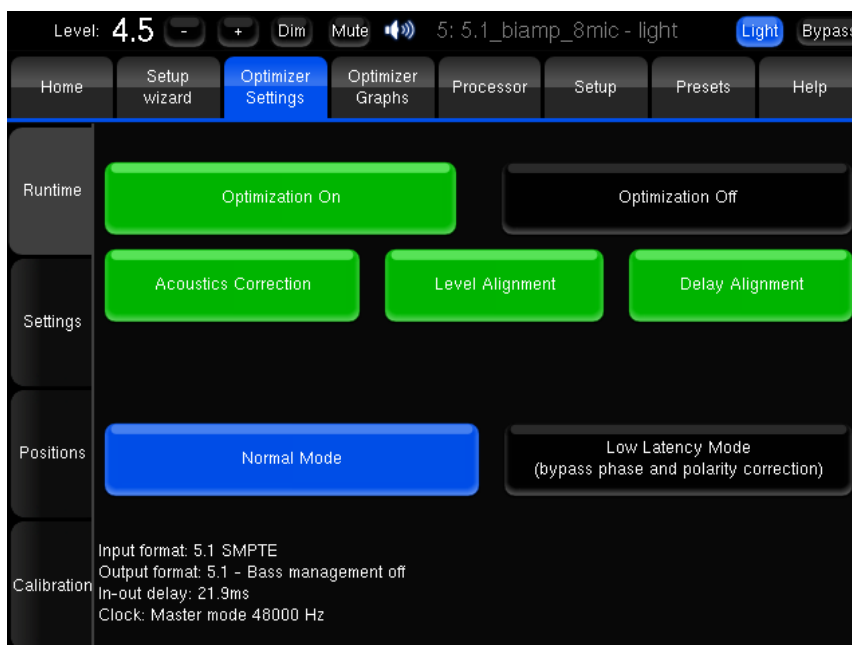 Level: 4.5 - + Dim Mute 5: 5.1_biamp_8mic - light Light Bypass
Home Setup wizard Optimizer Settings Optimizer Graphs Processor Setup Presets Help
Runtime
Optimization On Optimization Off
Acoustics Correction Level Alignment Delay Alignment
Settings
Positions
Normal Mode
Low Latency Mode
(bypass phase and polarity correction)
Calibration
Input format: 5.1 SMPTE
Output format: 5.1 - Bass management off
In-out delay: 21.9ms
Clock: Master mode 48000 Hz